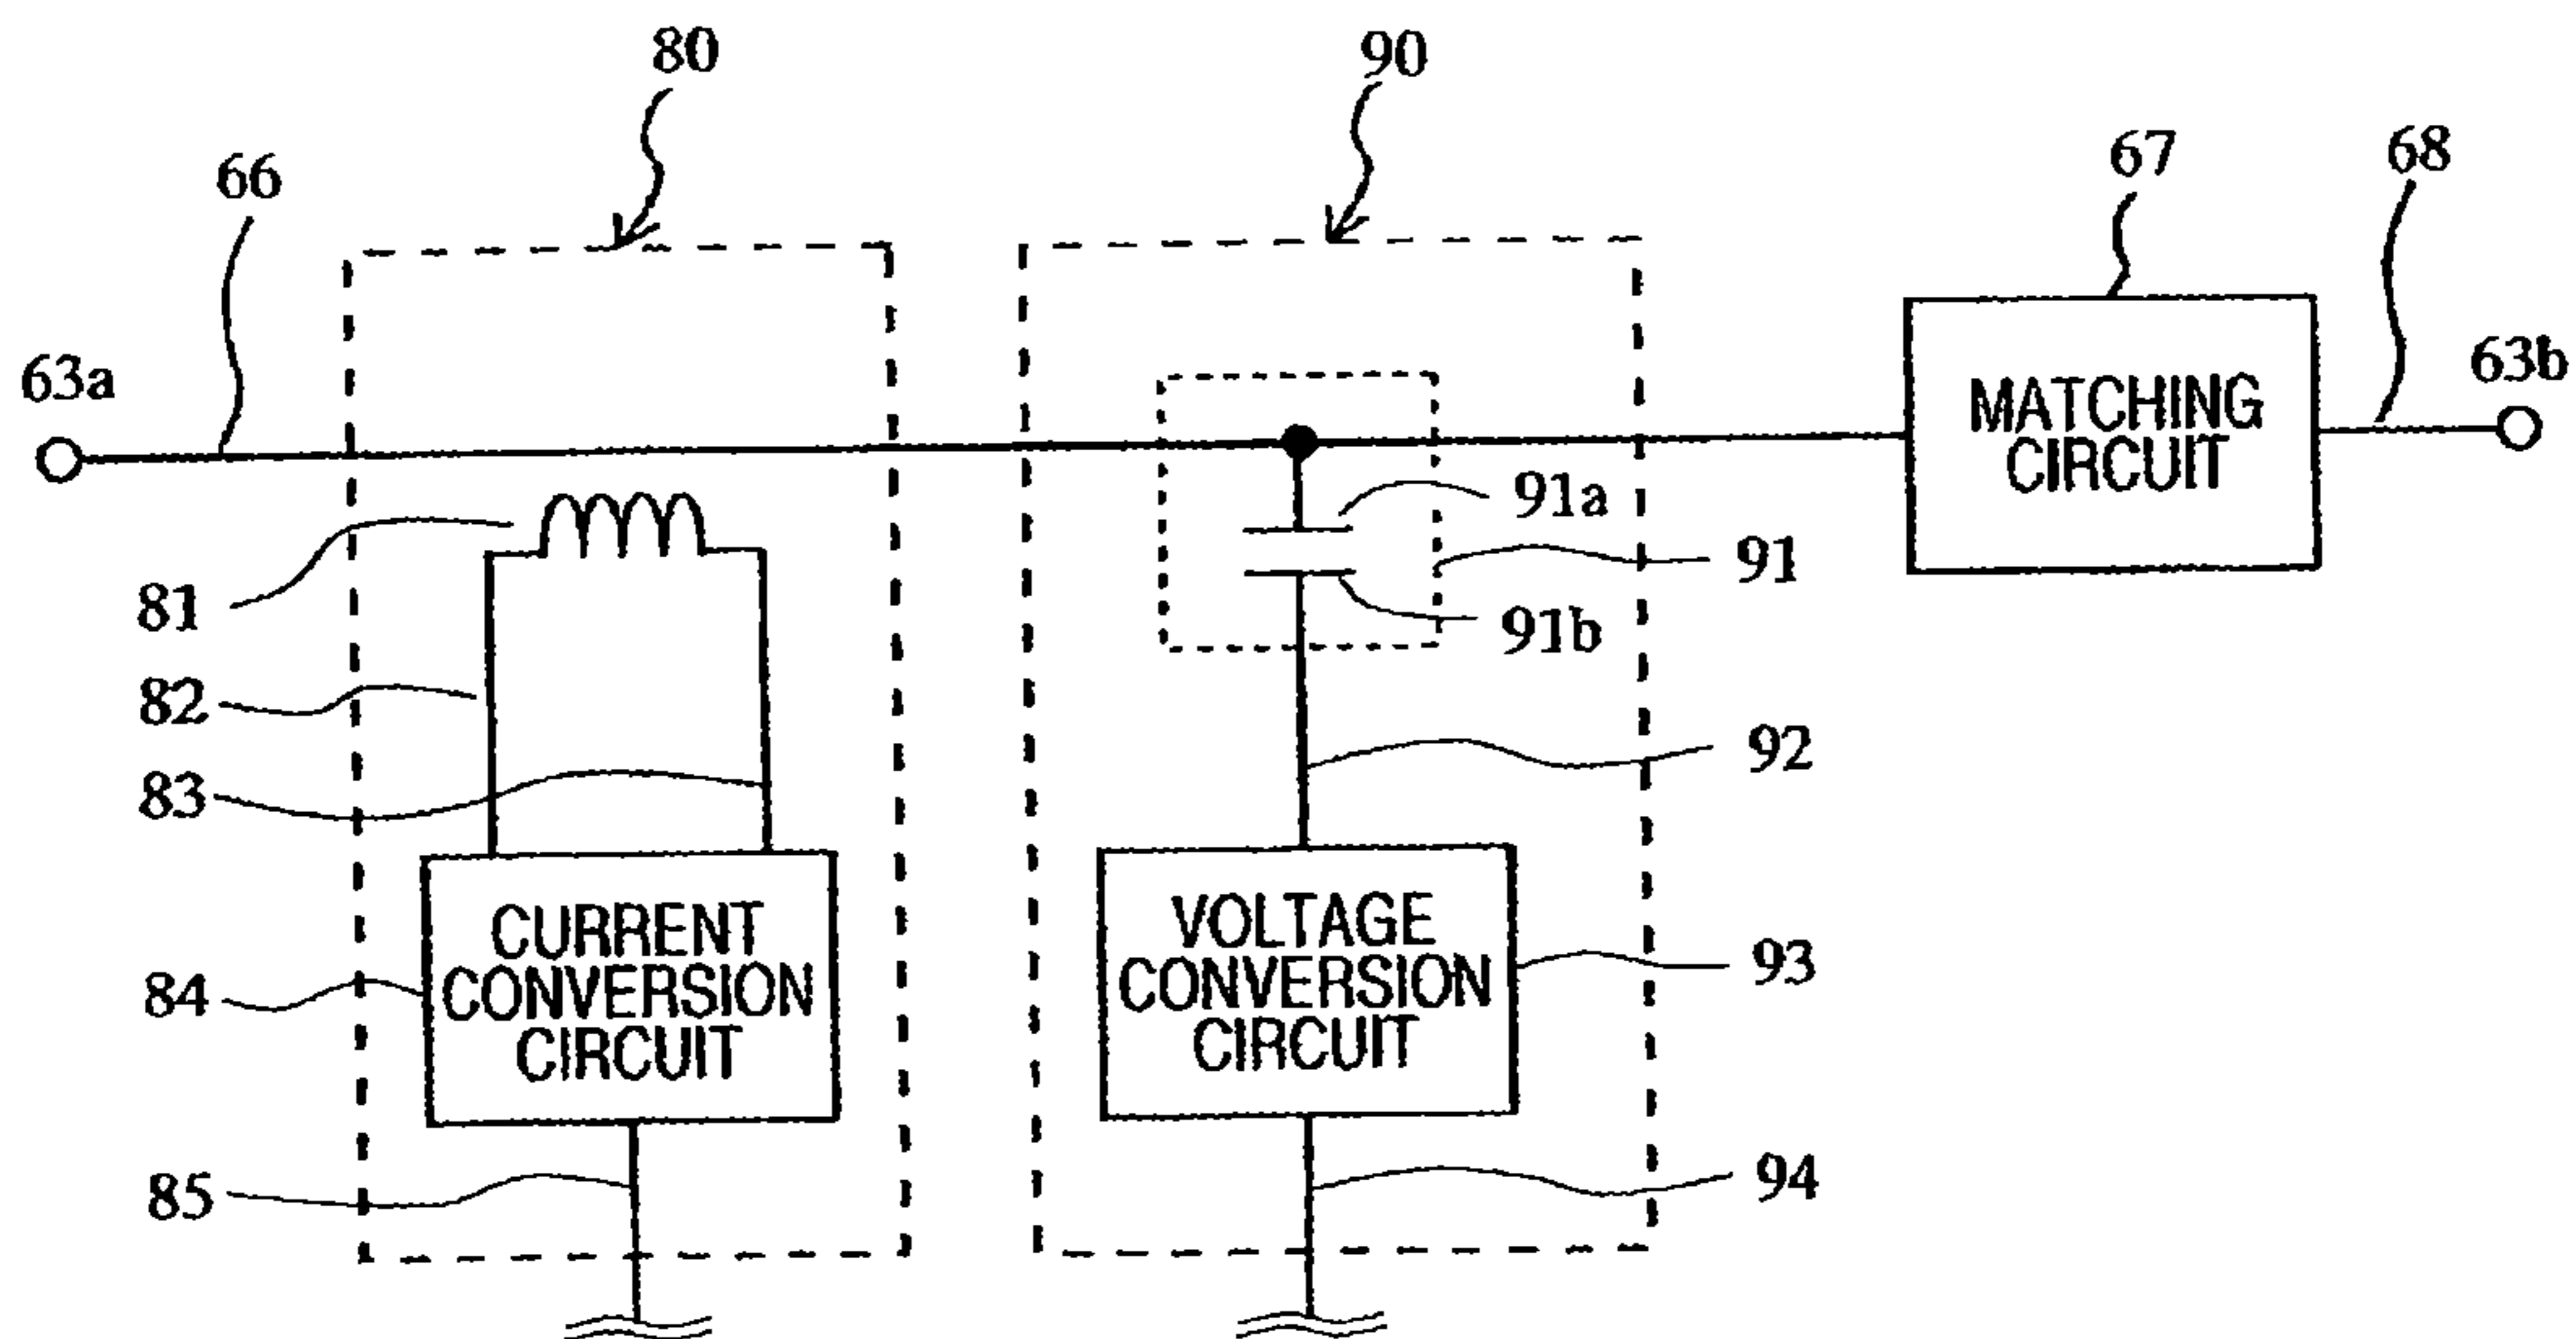 80
90
66
67
68
63a
63b
MATCHING
CIRCUIT
91a
91
91b
81
82
83
92
CURRENT
CONVERSION
CIRCUIT
VOLTAGE
CONVERSION
CIRCUIT
84
93
85
94